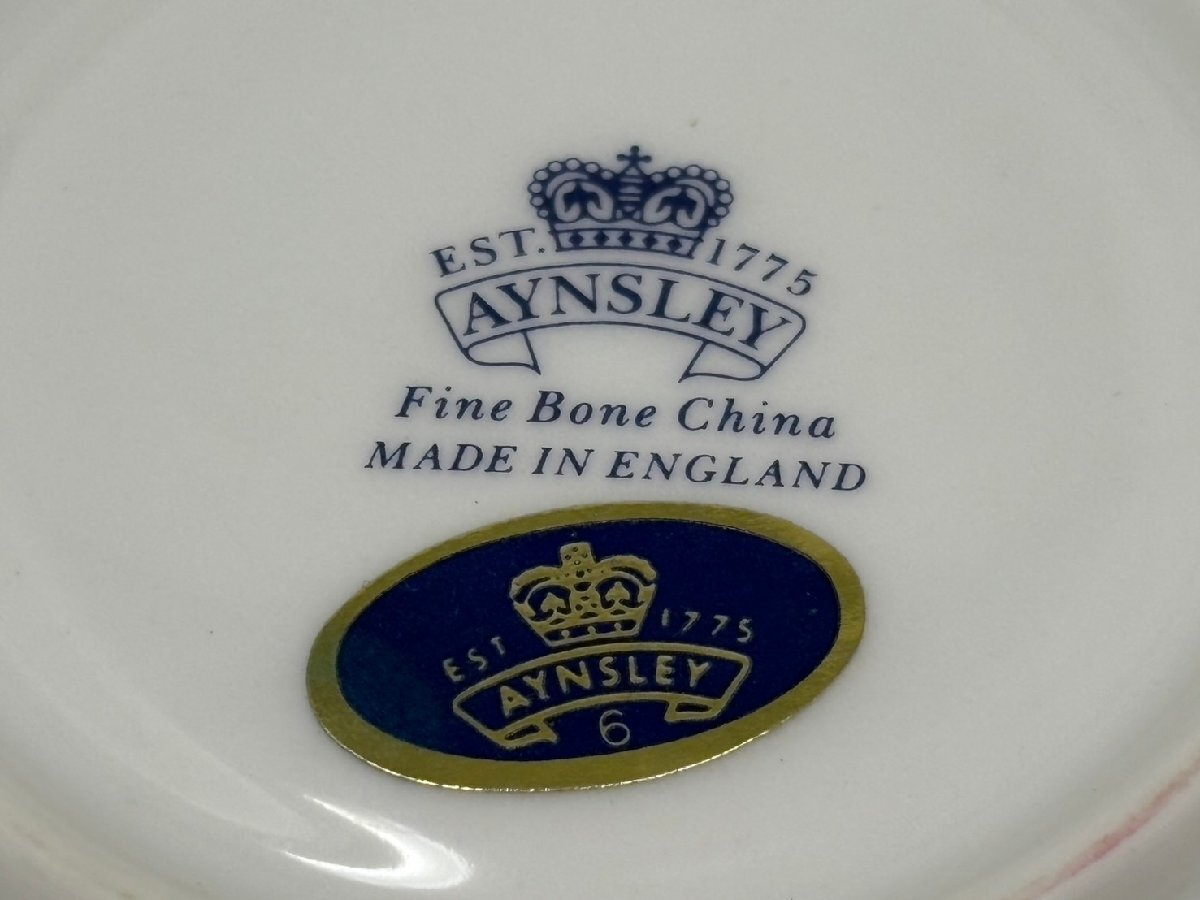 EST. 1775
AYNSLEY
Fine Bone China
MADE IN ENGLAND
EST 1775
AYNSLEY
6